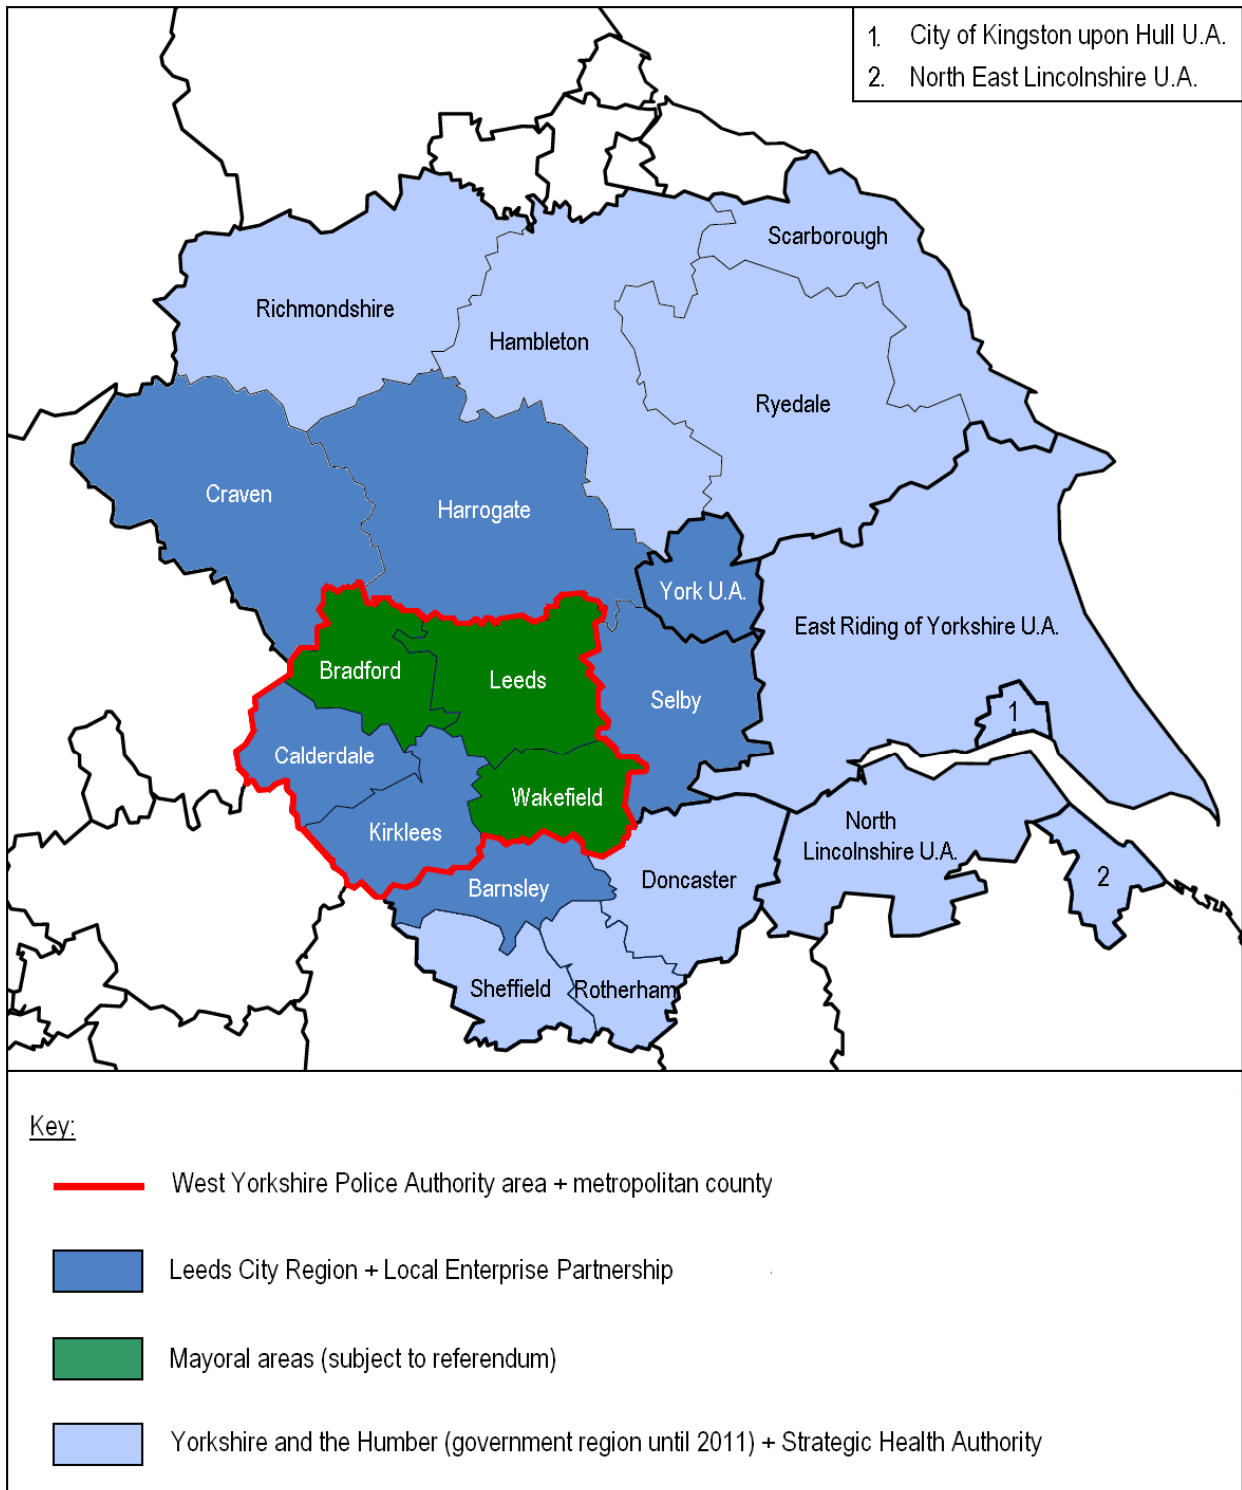 1. City of Kingston upon Hull U.A.
2. North East Lincolnshire U.A.
Scarborough
Richmondshire
Hambleton
Ryedale
Craven
Harrogate
York U.A.
East Riding of Yorkshire U.A.
Bradford
Leeds
Selby
1
Calderdale
Wakefield
Kirklees
North
Lincolnshire U.A.
Barnsley
Doncaster
2
Sheffield
Rotherham
Key:
West Yorkshire Police Authority area + metropolitan county
Leeds City Region + Local Enterprise Partnership
Mayoral areas (subject to referendum)
Yorkshire and the Humber (government region until 2011) + Strategic Health Authority